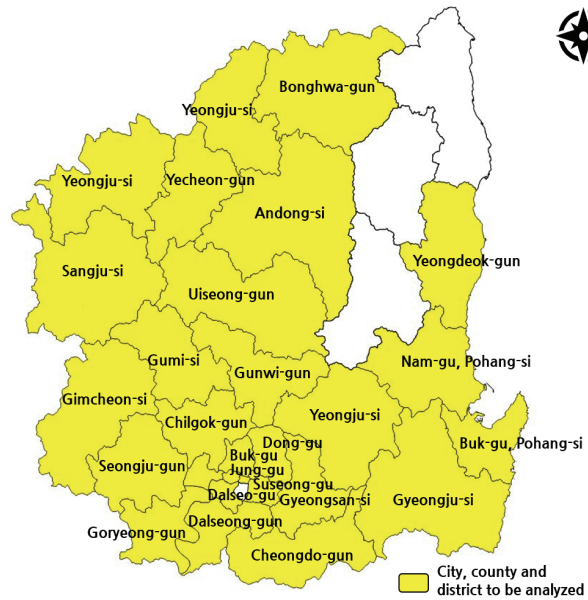 Bonghwa-gun
Yeongju-si
Yeongju-si
Yecheon-gun
Andong-si
Yeongdeok-gun
Sangju-si
Uiseong-gun
Gumi-si
Gunwi-gun
Nam-gu, Pohang-si
Gimcheon-si
Chilgok-gun
Yeongju-si
Dong-gu
Buk-gu, Pohang-si
Buk-gu
Jung-gu
Seongju-gun
Suseong-gu
Dalseo-gu
Gyeongsan-si
Gyeongju-si
Dalseong-gun
Goryeong-gun
Cheongdo-gun
City, county and
district to be analyzed